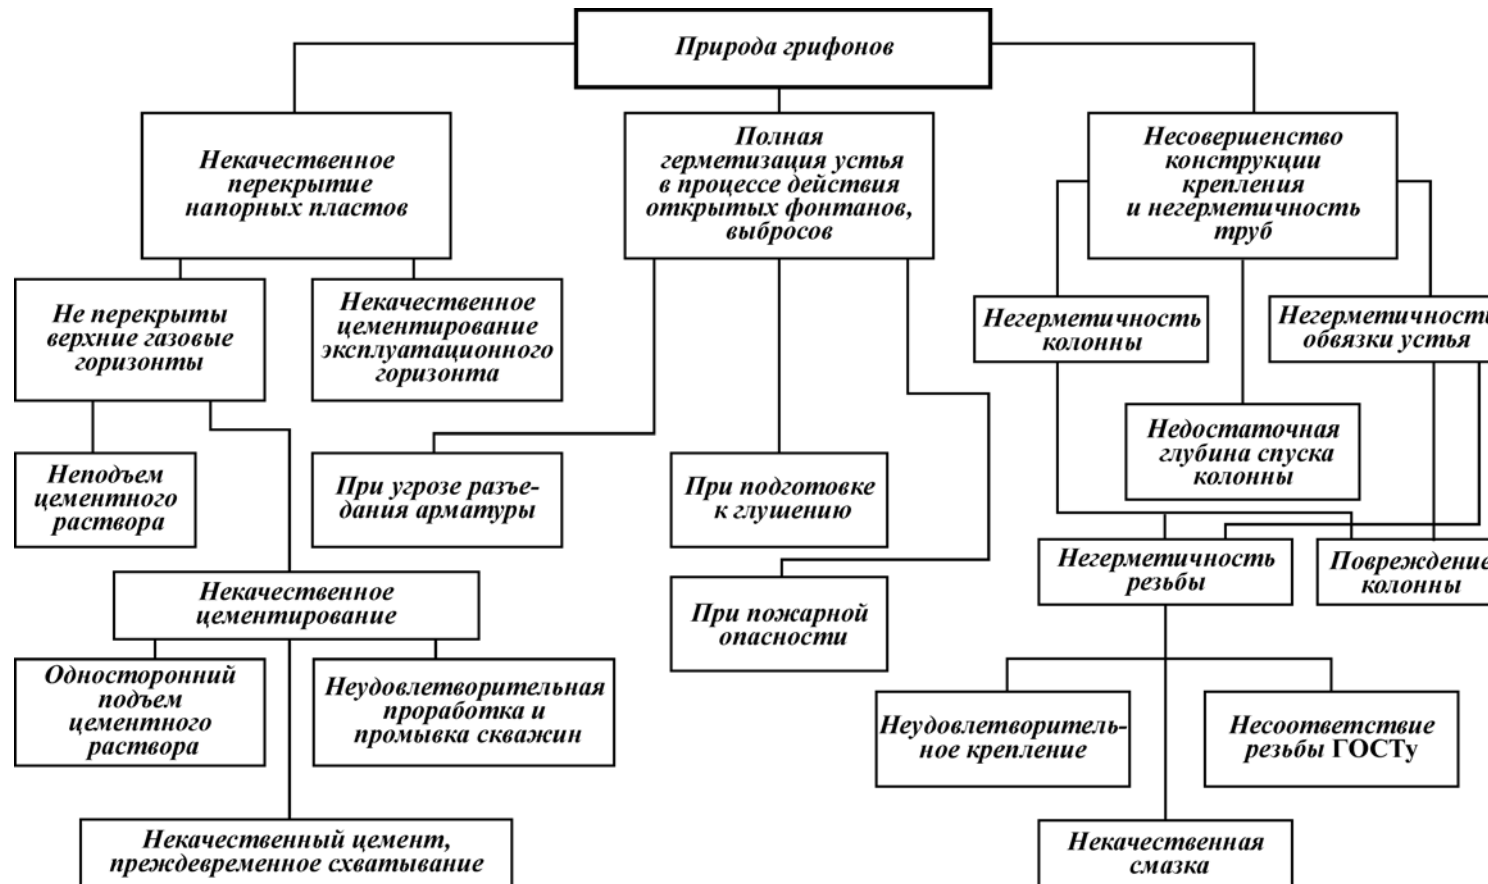 Природа грифонов
Некачественное
перекрытие
напорных пластов
Полная
герметизация устья
в процессе действия
открытых фонтанов,
выбросов
Несовершенство
конструкции
крепления
и негерметичность
труб
Не перекрыты
верхние газовые
горизонты
Некачественное
цементирование
эксплуатационного
горизонта
Негерметичность
колонны
Негерметичность
обвязки устья
Недостаточная
глубина спуска
колонны
Неподъем
цементного
раствора
При угрозе разъе-
дания арматуры
При подготовке
к глушению
Негерметичность
резьбы
Повреждение
колонны
Некачественное
цементирование
При пожарной
опасности
Односторонний
подъем
цементного
раствора
Неудовлетворительная
проработка и
промывка скважин
Неудовлетворитель-
ное крепление
Несоответствие
резьбы ГОСТу
Некачественный цемент,
преждевременное схватывание
Некачественная
смазка